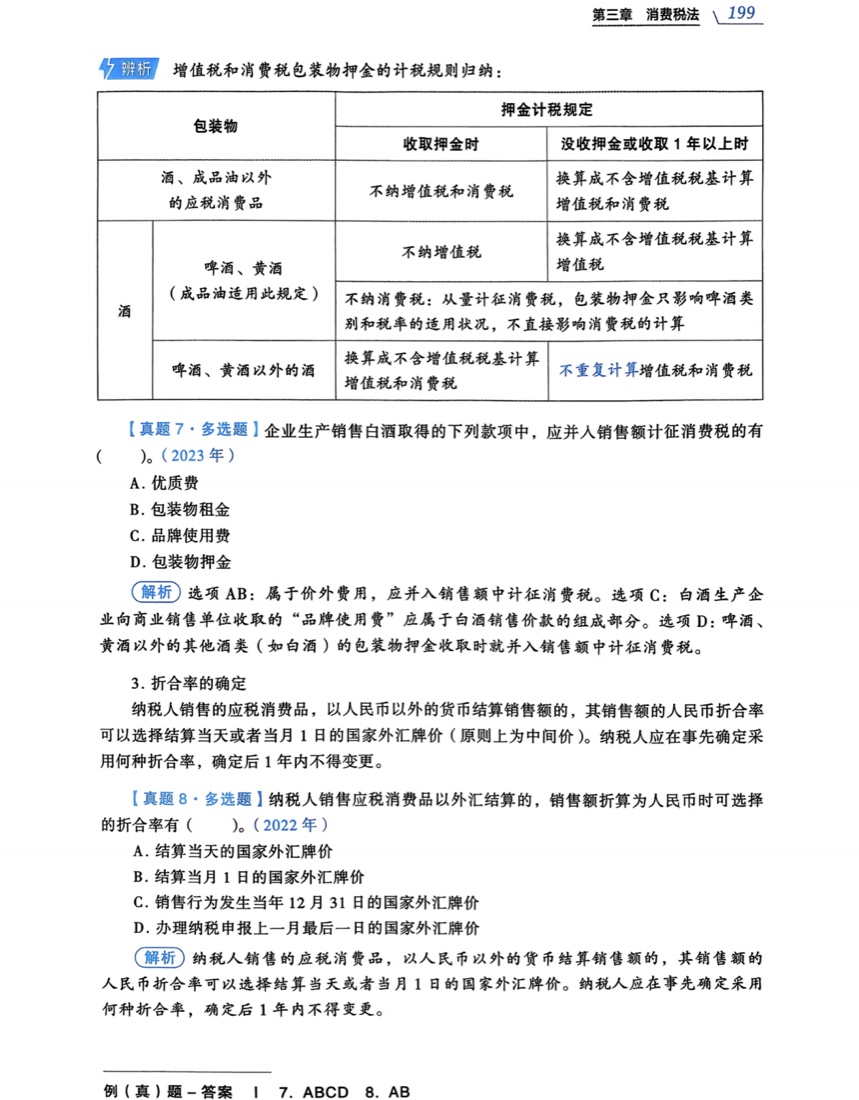 第三章 消费税法 199
辨析 增值税和消费税包装物押金的计税规则归纳：
包装物
押金计税规定
收取押金时
没收押金或收取 1 年以上时
酒、成品油以外
的应税消费品
不纳增值税和消费税
换算成不含增值税税基计算
增值税和消费税
酒
啤酒、黄酒
（成品油适用此规定）
不纳增值税
换算成不含增值税税基计算
增值税
不纳消费税：从量计征消费税，包装物押金只影响啤酒类
别和税率的适用状况，不直接影响消费税的计算
啤酒、黄酒以外的酒
换算成不含增值税税基计算
增值税和消费税
不重复计算增值税和消费税
【真题 7·多选题】企业生产销售白酒取得的下列款项中，应并入销售额计征消费税的有
（　　）。（2023 年）
A. 优质费
B. 包装物租金
C. 品牌使用费
D. 包装物押金
解析 选项 AB：属于价外费用，应并入销售额中计征消费税。选项 C：白酒生产企
业向商业销售单位收取的“品牌使用费”应属于白酒销售价款的组成部分。选项 D：啤酒、
黄酒以外的其他酒类（如白酒）的包装物押金收取时就并入销售额中计征消费税。
3. 折合率的确定
纳税人销售的应税消费品，以人民币以外的货币结算销售额的，其销售额的人民币折合率
可以选择结算当天或者当月 1 日的国家外汇牌价（原则上为中间价）。纳税人应在事先确定采
用何种折合率，确定后 1 年内不得变更。
【真题 8·多选题】纳税人销售应税消费品以外汇结算的，销售额折算为人民币时可选择
的折合率有（　　）。（2022 年）
A. 结算当天的国家外汇牌价
B. 结算当月 1 日的国家外汇牌价
C. 销售行为发生当年 12 月 31 日的国家外汇牌价
D. 办理纳税申报上一月最后一日的国家外汇牌价
解析 纳税人销售的应税消费品，以人民币以外的货币结算销售额的，其销售额的
人民币折合率可以选择结算当天或者当月 1 日的国家外汇牌价。纳税人应在事先确定采用
何种折合率，确定后 1 年内不得变更。
例（真）题－答案 | 7. ABCD 8. AB